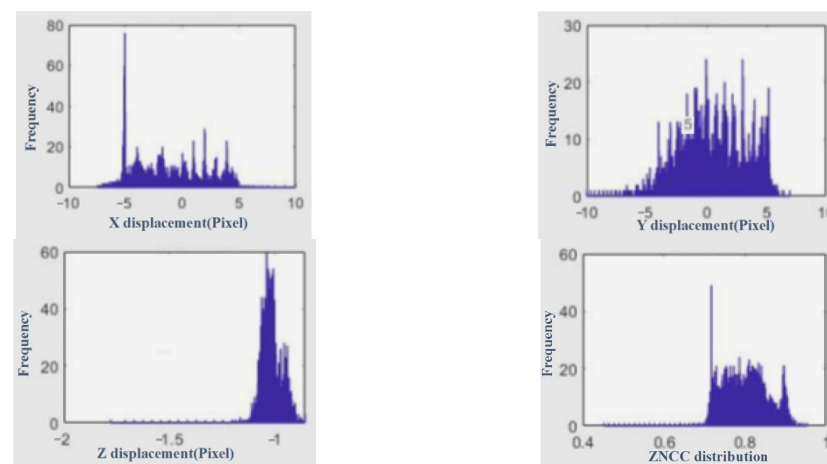 80
60
40
20
0
-10 -5 0 5 10
Frequency
X displacement(Pixel)
30
20
10
0
-10 -5 0 5
5
Frequency
Y displacement(Pixel)
60
40
20
0
-2 -1.5 -1
Frequency
Z displacement(Pixel)
60
40
20
0
0.4 0.6 0.8 1
Frequency
ZNCC distribution